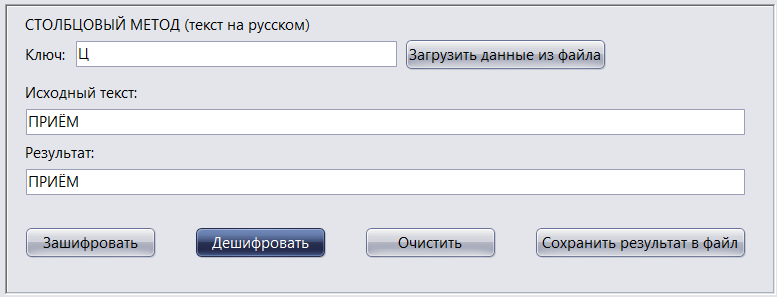 СТОЛБЦОВЫЙ МЕТОД (текст на русском)
Ключ: Ц Загрузить данные из файла
Исходный текст:
ПРИЁМ
Результат:
ПРИЁМ
Зашифровать Дешифровать Очистить Сохранить результат в файл